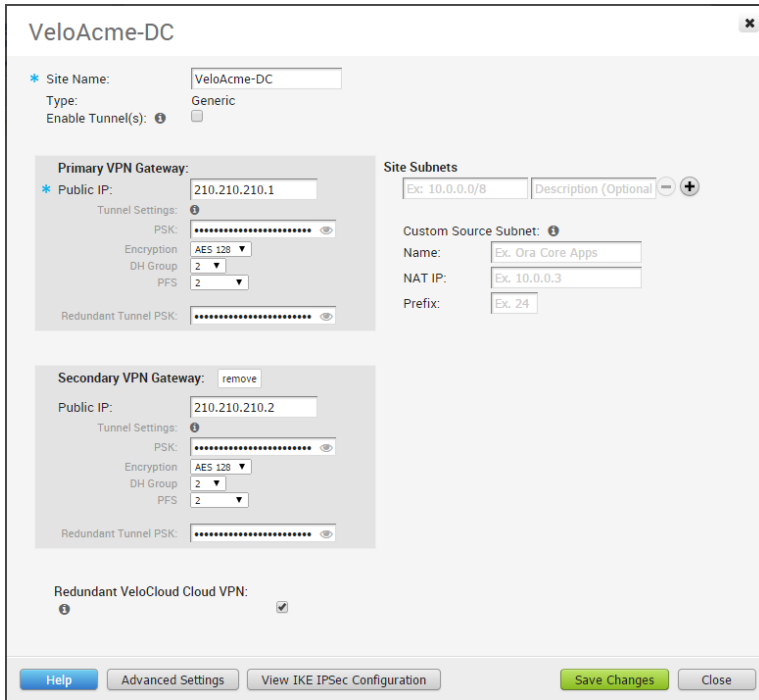 VeloAcme-DC
* Site Name: VeloAcme-DC
Type: Generic
Enable Tunnel(s):
Primary VPN Gateway:
* Public IP: 210.210.210.1
Tunnel Settings:
PSK: ••••••••••••••••••••••••
Encryption AES 128
DH Group 2
PFS 2
Redundant Tunnel PSK: ••••••••••••••••••••••••
Site Subnets
Ex: 10.0.0.0/8 Description (Optional
Custom Source Subnet:
Name: Ex. Ora Core Apps
NAT IP: Ex. 10.0.0.3
Prefix: Ex. 24
Secondary VPN Gateway: remove
Public IP: 210.210.210.2
Tunnel Settings:
PSK: ••••••••••••••••••••••••
Encryption AES 128
DH Group 2
PFS 2
Redundant Tunnel PSK: ••••••••••••••••••••••••
Redundant VeloCloud Cloud VPN:
Help Advanced Settings View IKE IPSec Configuration Save Changes Close